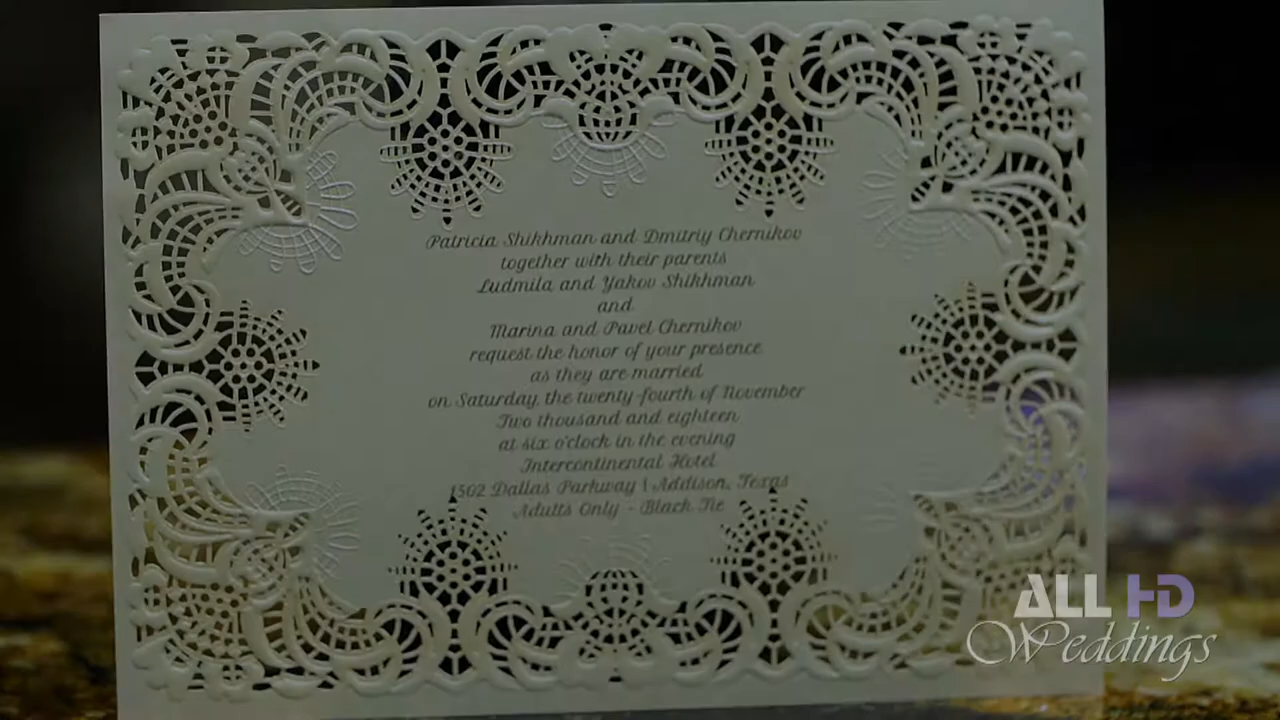 Patricia Shikhman and Dmitriy Chernikov
together with their parents
Ludmila and Yakov Shikhman
and
Marina and Pavel Chernikov
request the honor of your presence
as they are married
on Saturday, the twenty-fourth of November
Two thousand and eighteen
at six o'clock in the evening
Intercontinental Hotel
1502 Dallas Parkway | Addison, Texas
Adults Only - Black Tie
ALL HD
Weddings